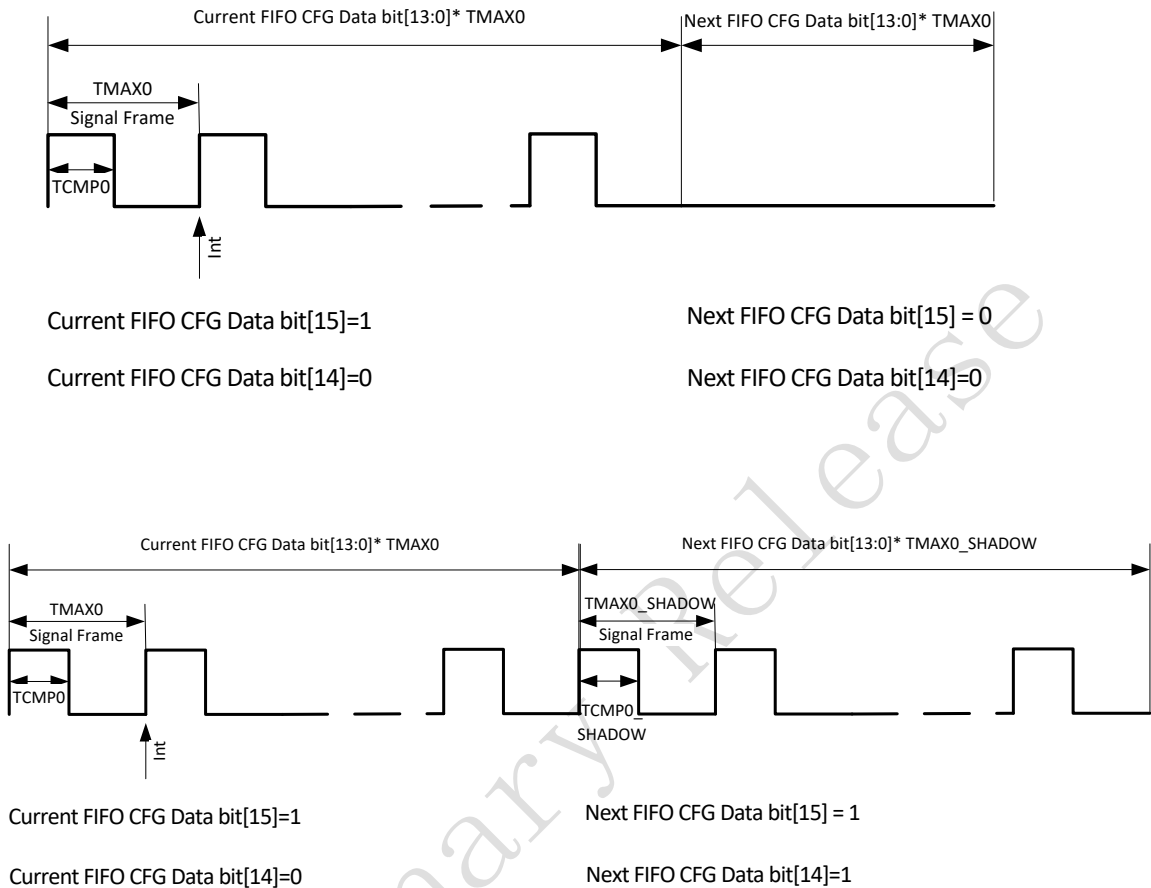 Current FIFO CFG Data bit[13:0]* TMAX0
Next FIFO CFG Data bit[13:0]* TMAX0
TMAX0
Signal Frame
TCMP0
Int
Current FIFO CFG Data bit[15]=1
Next FIFO CFG Data bit[15] = 0
Current FIFO CFG Data bit[14]=0
Next FIFO CFG Data bit[14]=0
Current FIFO CFG Data bit[13:0]* TMAX0
Next FIFO CFG Data bit[13:0]* TMAX0_SHADOW
TMAX0
Signal Frame
TCMP0
TMAX0_SHADOW
Signal Frame
TCMP0_
SHADOW
Int
Current FIFO CFG Data bit[15]=1
Next FIFO CFG Data bit[15] = 1
Current FIFO CFG Data bit[14]=0
Next FIFO CFG Data bit[14]=1
nary Release